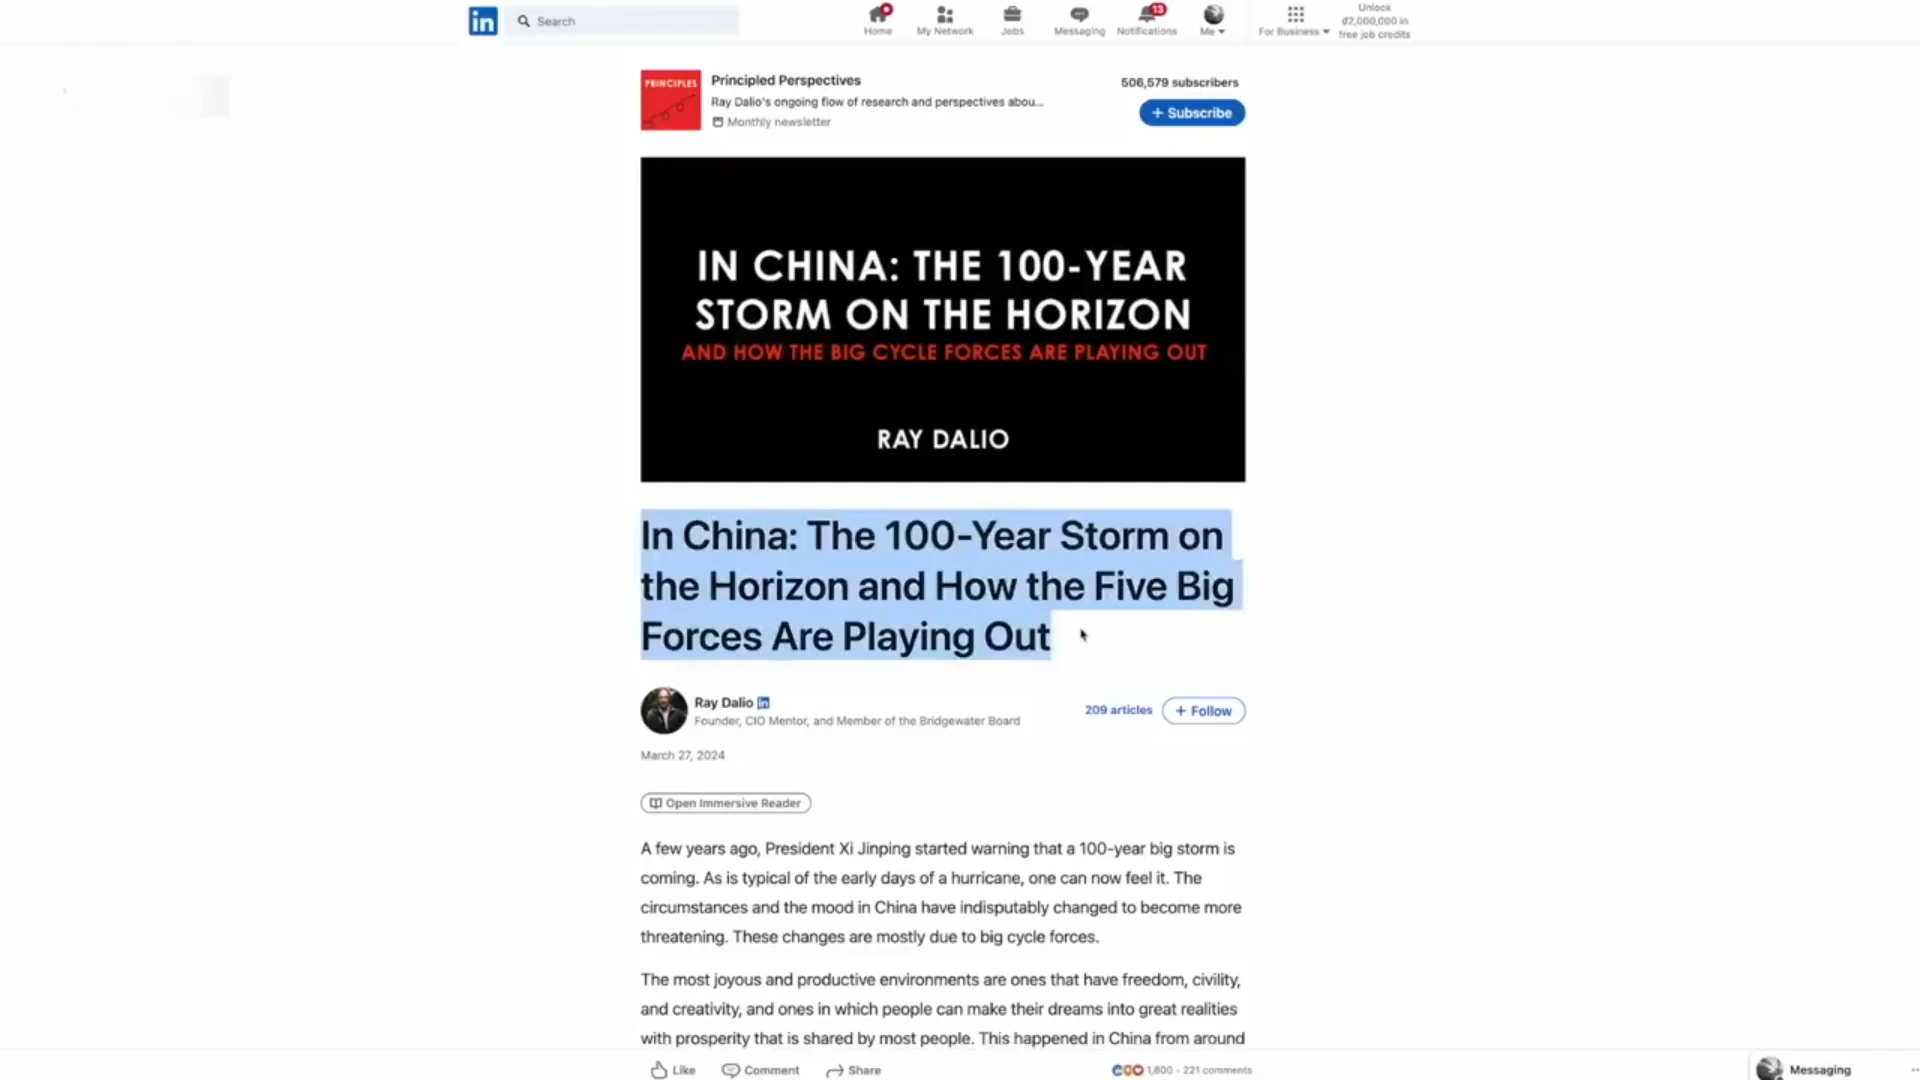 in
Search
Home
My Network
Jobs
Messaging
13
Notifications
Me
For Business
Unlock
₫2,000,000 in
free job credits
PRINCIPLES
Principled Perspectives
Ray Dalio's ongoing flow of research and perspectives abou...
Monthly newsletter
506,579 subscribers
+ Subscribe
IN CHINA: THE 100-YEAR
STORM ON THE HORIZON
AND HOW THE BIG CYCLE FORCES ARE PLAYING OUT
RAY DALIO
In China: The 100-Year Storm on
the Horizon and How the Five Big
Forces Are Playing Out
Ray Dalio in
Founder, CIO Mentor, and Member of the Bridgewater Board
209 articles
+ Follow
March 27, 2024
Open Immersive Reader
A few years ago, President Xi Jinping started warning that a 100-year big storm is
coming. As is typical of the early days of a hurricane, one can now feel it. The
circumstances and the mood in China have indisputably changed to become more
threatening. These changes are mostly due to big cycle forces.
The most joyous and productive environments are ones that have freedom, civility,
and creativity, and ones in which people can make their dreams into great realities
with prosperity that is shared by most people. This happened in China from around
Like
Comment
Share
1,800 - 221 comments
Messaging